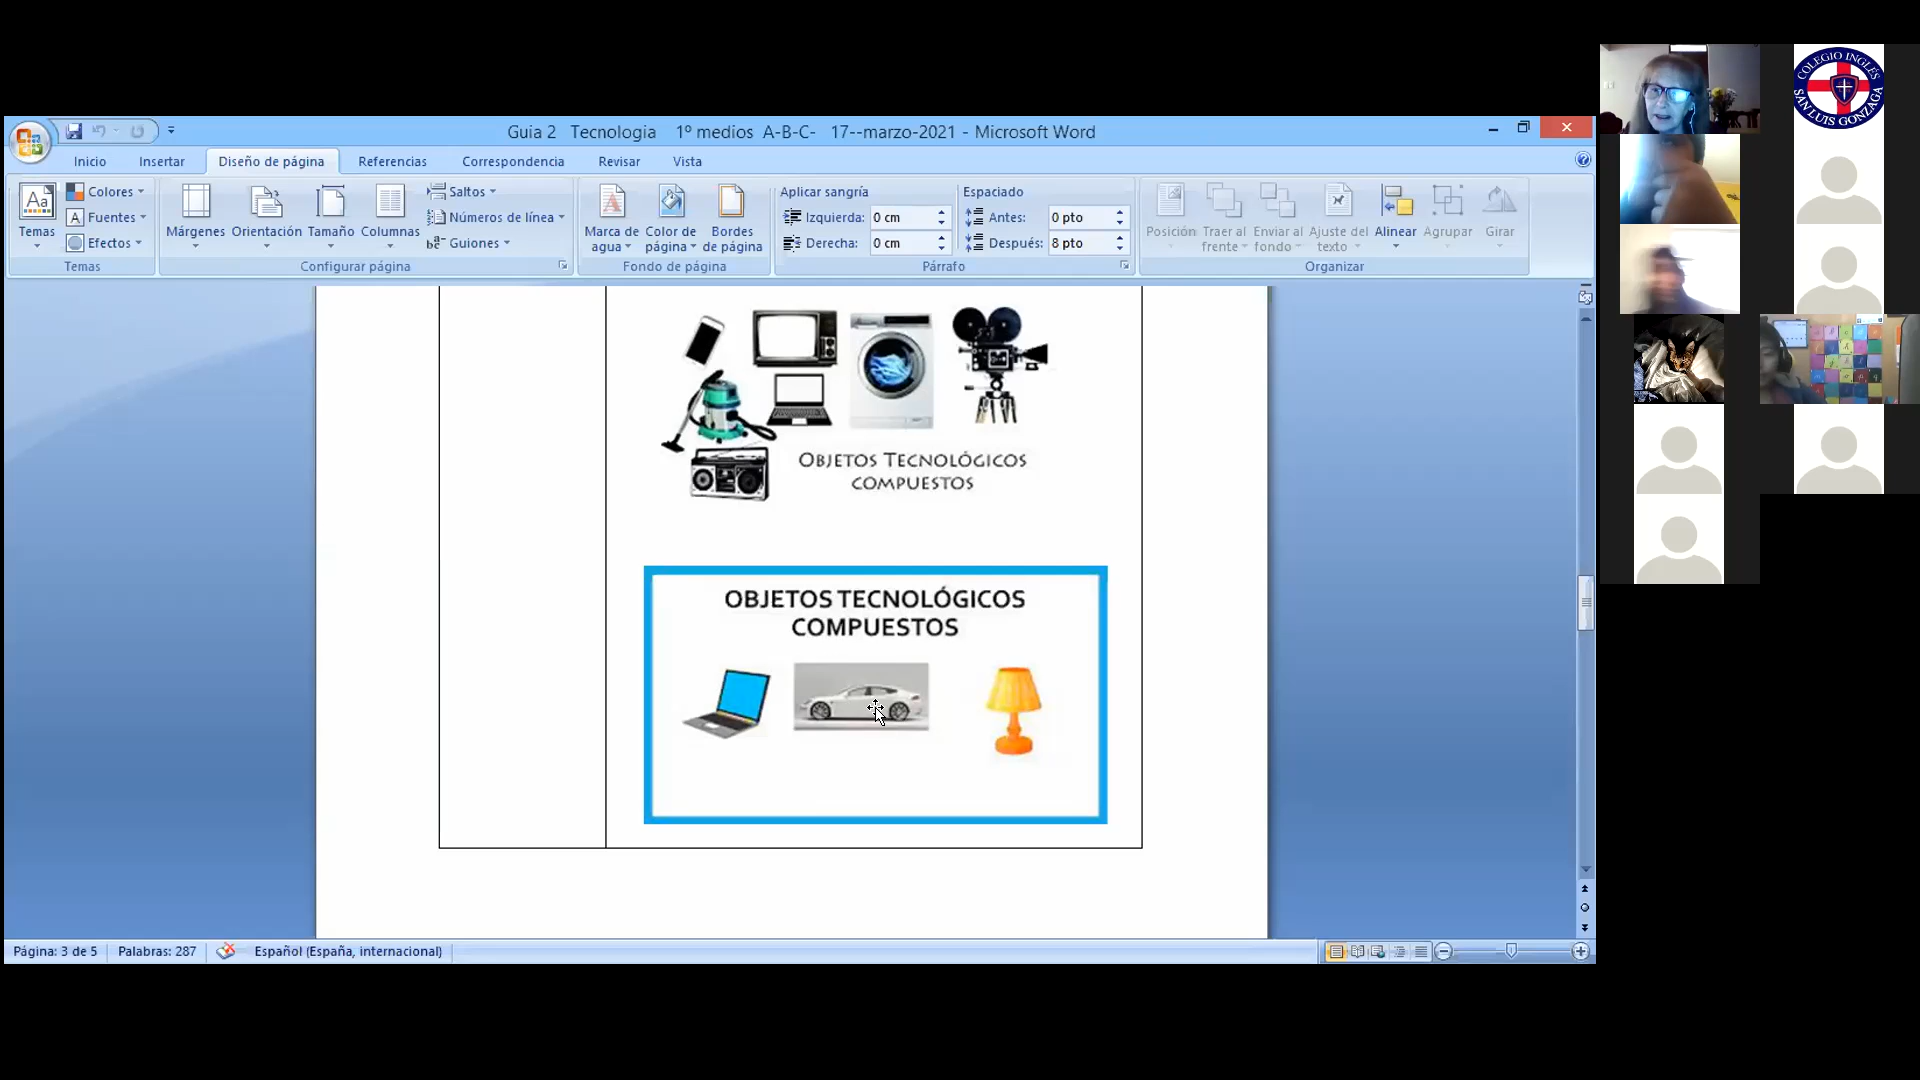 Guia 2 Tecnologia 1º medios A-B-C- 17--marzo-2021 - Microsoft Word
Inicio Insertar Diseño de página Referencias Correspondencia Revisar Vista
Aa
Temas
Colores
A Fuentes
Efectos
Temas
Márgenes
Orientación
Tamaño
Columnas
Saltos
Números de línea
Guiones
Configurar página
Marca de
agua
Color de
página
Bordes
de página
Fondo de página
Aplicar sangría
Izquierda: 0 cm
Derecha: 0 cm
Espaciado
Antes: 0 pto
Después: 8 pto
Párrafo
Posición
Traer al
frente
Enviar al
fondo
Ajuste del
texto
Alinear
Agrupar
Girar
Organizar
Objetos Tecnológicos
compuestos
OBJETOS TECNOLÓGICOS
COMPUESTOS
Página: 3 de 5 Palabras: 287 Español (España, internacional)
COLEGIO INGLÉS
SAN LUIS GONZAGA